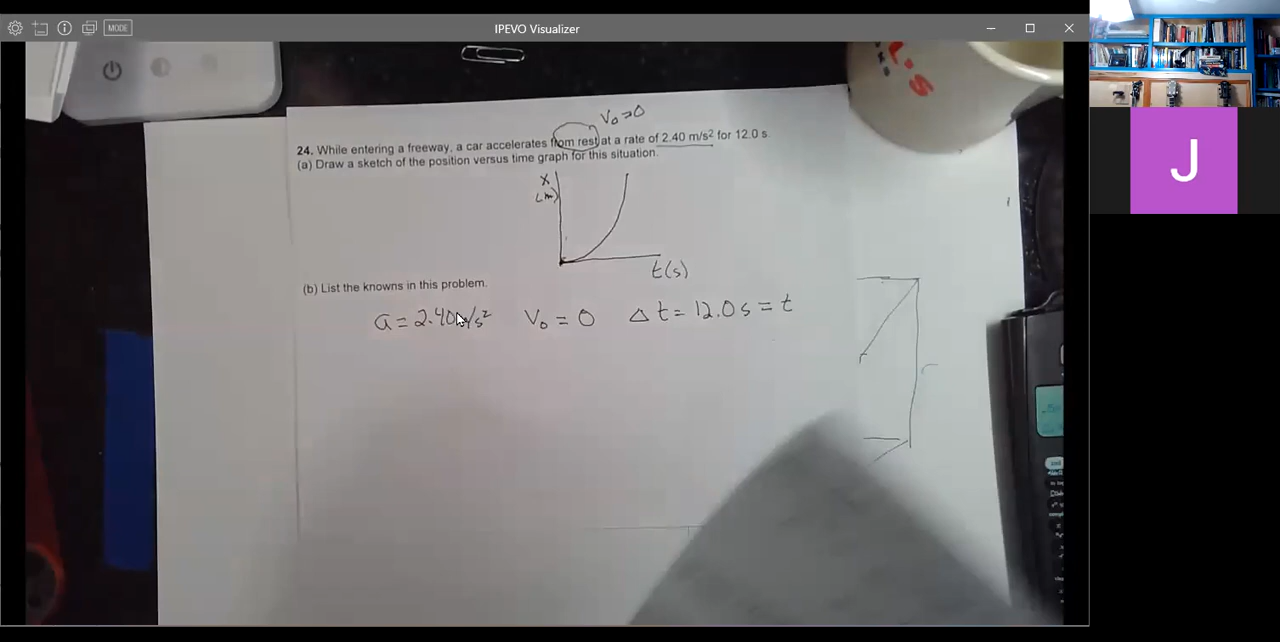 MODE
IPEVO Visualizer
V₀=0
24. While entering a freeway, a car accelerates from rest at a rate of 2.40 m/s² for 12.0 s.
(a) Draw a sketch of the position versus time graph for this situation.
x
(m)
t(s)
(b) List the knowns in this problem.
a = 2.40m/s² V₀ = 0 Δt = 12.0s = t
J